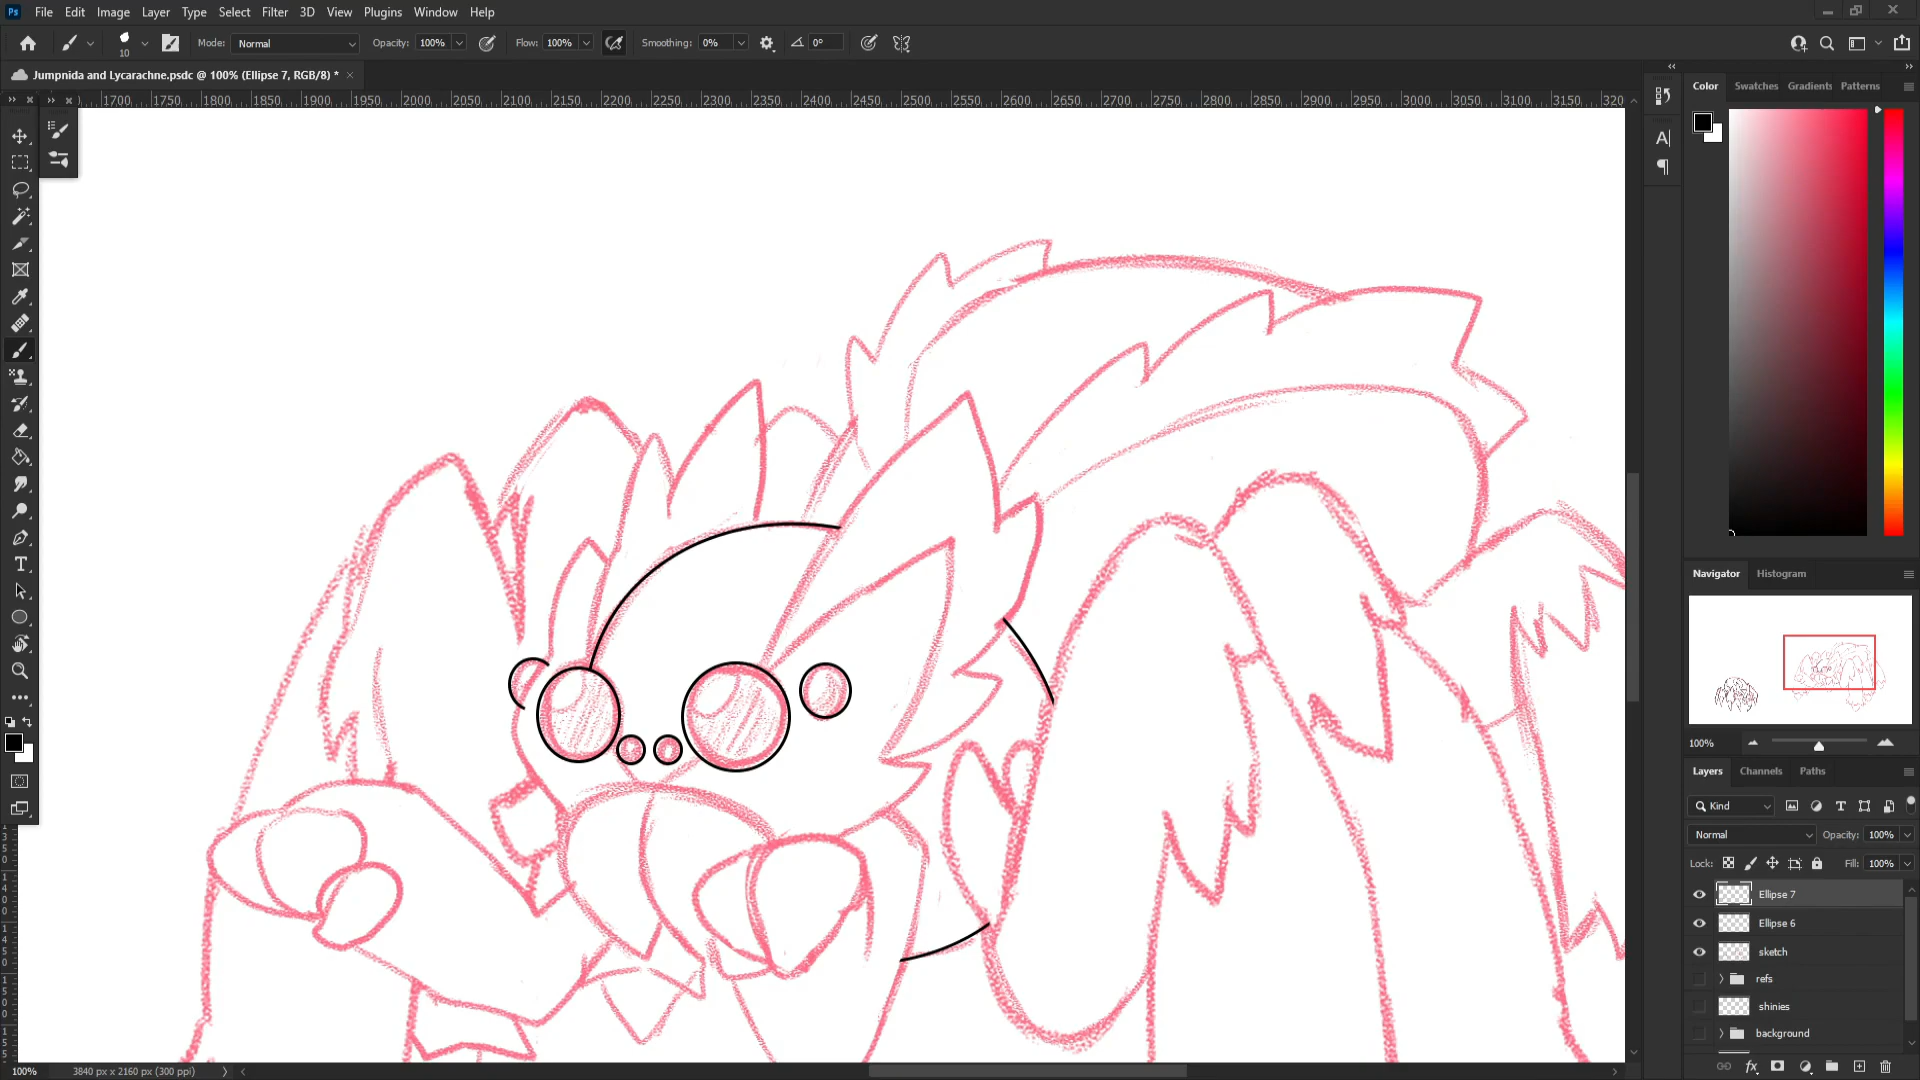 Ps File Edit Image Layer Type Select Filter 3D View Plugins Window Help
10 Mode: Normal Opacity: 100% Flow: 100% Smoothing: 0% 0°
Jumpnida and Lycarachne.psdc @ 100% (Ellipse 7, RGB/8) *
1700 1750 1800 1850 1900 1950 2000 2050 2100 2150 2200 2250 2300 2350 2400 2450 2500 2550 2600 2650 2700 2750 2800 2850 2900 2950 3000 3050 3100 3150 320
Color Swatches Gradients Patterns
Navigator Histogram
100%
Layers Channels Paths
Kind
Normal Opacity: 100%
Lock: Fill: 100%
Ellipse 7
Ellipse 6
sketch
refs
shinies
background
100% 3840 px x 2160 px (300 ppi)